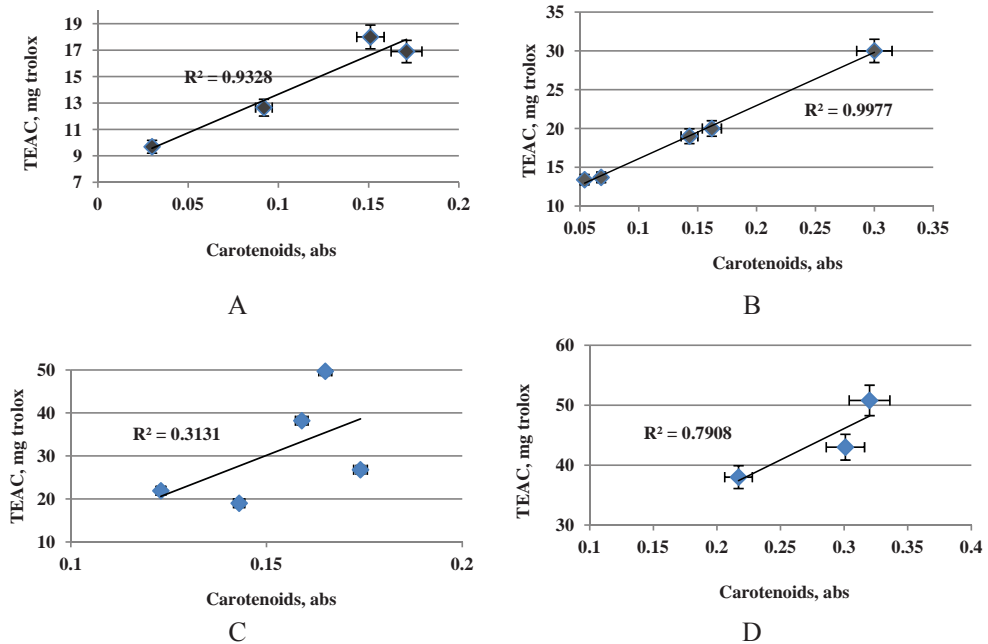 19
17
15
13
11
9
7
TEAC, mg trolox
R² = 0.9328
0 0.05 0.1 0.15 0.2
Carotenoids, abs
A
35
30
25
20
15
10
TEAC, mg trolox
R² = 0.9977
0.05 0.1 0.15 0.2 0.25 0.3 0.35
Carotenoids, abs
B
50
40
30
20
10
TEAC, mg trolox
R² = 0.3131
0.1 0.15 0.2
Carotenoids, abs
C
60
50
40
30
TEAC, mg trolox
R² = 0.7908
0.1 0.15 0.2 0.25 0.3 0.35 0.4
Carotenoids, abs
D